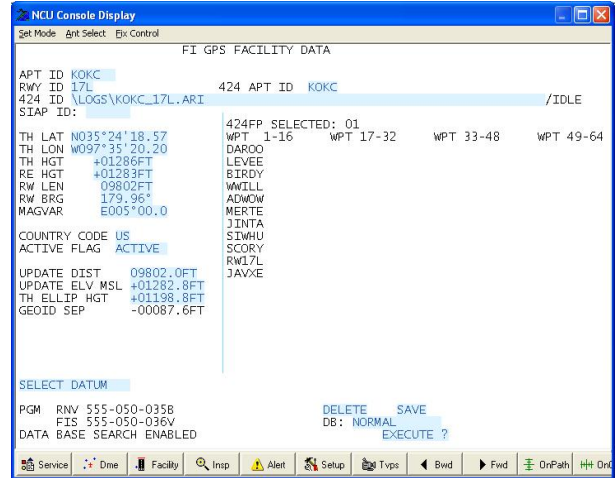 NCU Console Display
Set Mode Ant Select Fix Control
FI GPS FACILITY DATA
APT ID KOKC
RWY ID 17L 424 APT ID KOKC
424 ID \LOGS\KOKC_17L.ARI /IDLE
SIAP ID:
424FP SELECTED: 01
TH LAT N035°24'18.57 WPT 1-16 WPT 17-32 WPT 33-48 WPT 49-64
TH LON W097°35'20.20 DAROO
TH HGT +01286FT LEVEE
RE HGT +01283FT BIRDY
RW LEN 09802FT WWILL
RW BRG 179.96° ADWOW
MAGVAR E005°00.0 MERTE
JINTA
COUNTRY CODE US SIWHU
ACTIVE FLAG ACTIVE SCORY
RW17L
UPDATE DIST 09802.0FT JAVXE
UPDATE ELV MSL +01282.8FT
TH ELLIP HGT +01198.8FT
GEOID SEP -00087.6FT
SELECT DATUM
PGM RNV 555-050-035B DELETE SAVE
FIS 555-050-036V DB: NORMAL
DATA BASE SEARCH ENABLED EXECUTE ?
Service Dme Facility Insp Alert Setup Tvps Bwd Fwd OnPath OnC